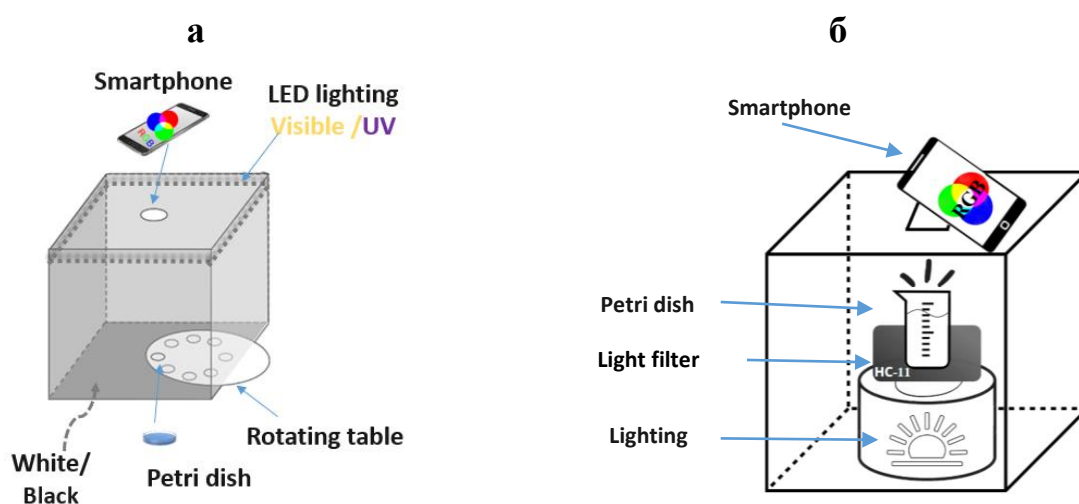 а
Smartphone
RGB
LED lighting
Visible /UV
Rotating table
White/
Black
Petri dish
б
Smartphone
RGB
Petri dish
Light filter
HC-11
Lighting